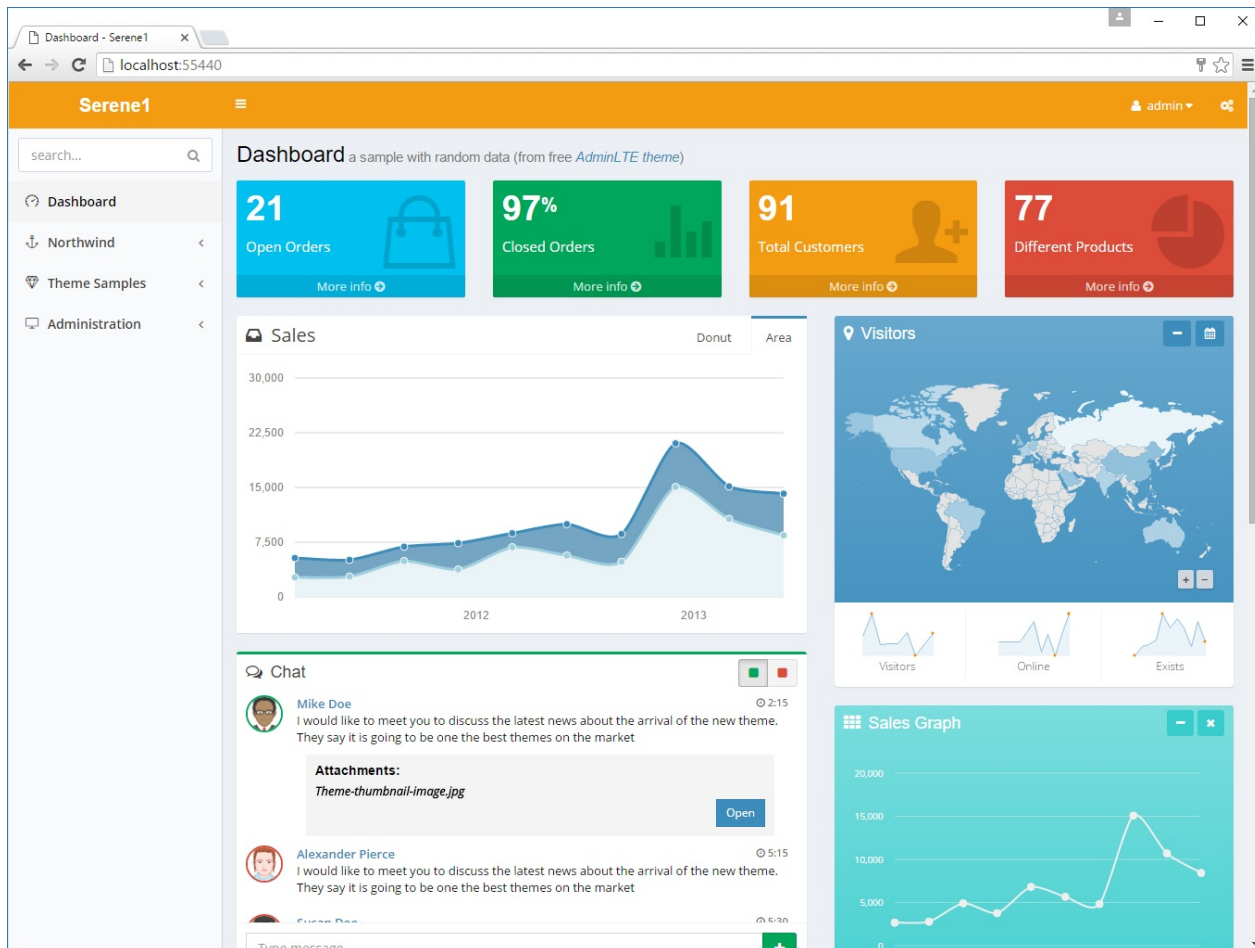 Dashboard - Serene1
localhost:55440
Serene1
admin
search...
Dashboard
Northwind
Theme Samples
Administration
Dashboard a sample with random data (from free AdminLTE theme)
21
Open Orders
More info
97%
Closed Orders
More info
91
Total Customers
More info
77
Different Products
More info
Sales
Donut
Area
30,000
22,500
15,000
7,500
0
2012
2013
Visitors
+
−
Visitors
Online
Exists
Chat
Mike Doe
2:15
I would like to meet you to discuss the latest news about the arrival of the new theme.
They say it is going to be one the best themes on the market
Attachments:
Theme-thumbnail-image.jpg
Open
Alexander Pierce
5:15
I would like to meet you to discuss the latest news about the arrival of the new theme.
They say it is going to be one the best themes on the market
Susan Doe
5:30
Type message...
Sales Graph
20,000
15,000
10,000
5,000
0